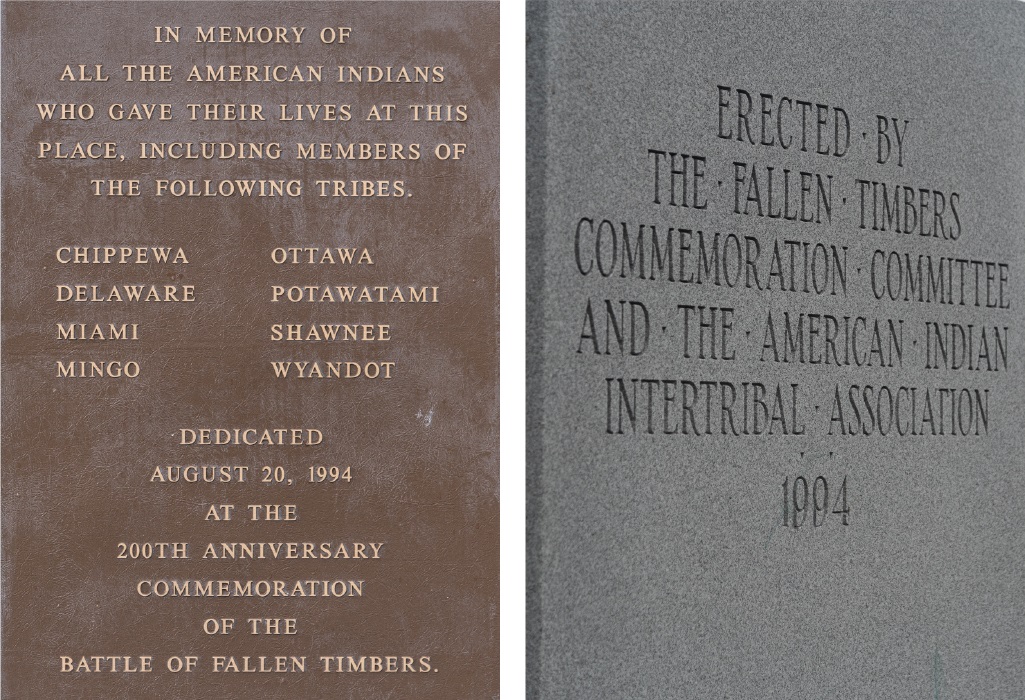 IN MEMORY OF
ALL THE AMERICAN INDIANS
WHO GAVE THEIR LIVES AT THIS
PLACE, INCLUDING MEMBERS OF
THE FOLLOWING TRIBES.
CHIPPEWA
DELAWARE
MIAMI
MINGO
OTTAWA
POTAWATAMI
SHAWNEE
WYANDOT
DEDICATED
AUGUST 20, 1994
AT THE
200TH ANNIVERSARY
COMMEMORATION
OF THE
BATTLE OF FALLEN TIMBERS.
ERECTED · BY
THE · FALLEN · TIMBERS
COMMEMORATION · COMMITTEE
AND · THE · AMERICAN · INDIAN
INTERTRIBAL · ASSOCIATION
· ·
1994